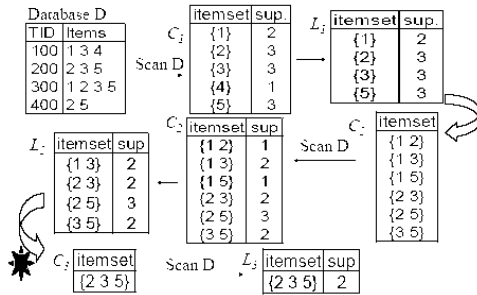 Database D
TID Items
100 1 3 4
200 2 3 5
300 1 2 3 5
400 2 5
Scan D
C1
itemset sup.
{1} 2
{2} 3
{3} 3
{4} 1
{5} 3
L1
itemset sup.
{1} 2
{2} 3
{3} 3
{5} 3
C2
itemset
{1 2}
{1 3}
{1 5}
{2 3}
{2 5}
{3 5}
Scan D
C2
itemset sup
{1 2} 1
{1 3} 2
{1 5} 1
{2 3} 2
{2 5} 3
{3 5} 2
L2
itemset sup
{1 3} 2
{2 3} 2
{2 5} 3
{3 5} 2
C3
itemset
{2 3 5}
Scan D
L3
itemset sup
{2 3 5} 2